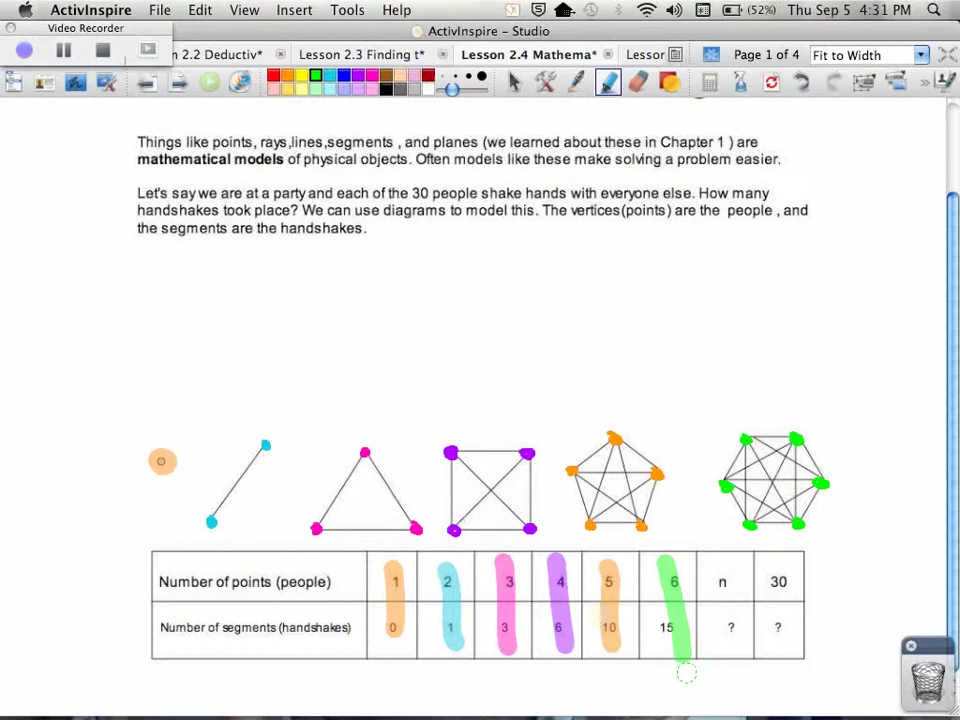 ActivInspire File Edit View Insert Tools Help (52%) Thu Sep 5 4:31 PM
Video Recorder
ActivInspire - Studio
2.2 Deductiv* Lesson 2.3 Finding t* Lesson 2.4 Mathema* Lessor Page 1 of 4 Fit to Width
Things like points, rays,lines,segments , and planes (we learned about these in Chapter 1 ) are
mathematical models of physical objects. Often models like these make solving a problem easier.
Let's say we are at a party and each of the 30 people shake hands with everyone else. How many
handshakes took place? We can use diagrams to model this. The vertices(points) are the people , and
the segments are the handshakes.
Number of points (people) 1 2 3 4 5 6 n 30
Number of segments (handshakes) 0 1 3 6 10 15 ? ?